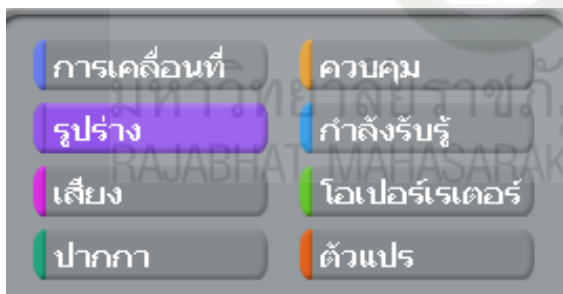 การเคลื่อนที่
ควบคุม
รูปร่าง
กำลังรับรู้
เสียง
โอเปอร์เรเตอร์
ปากกา
ตัวแปร
RAJABHAT MAHASARAK